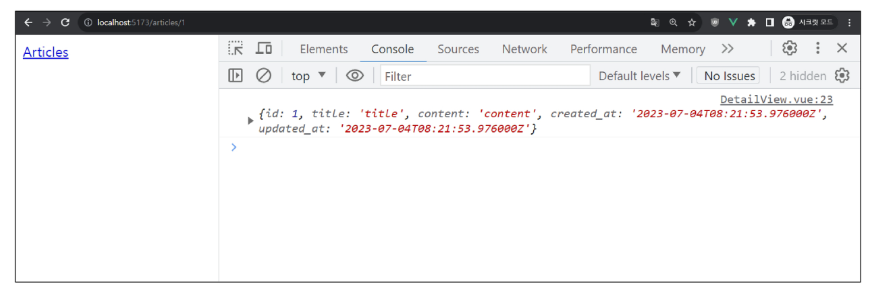 localhost:5173/articles/1
시크릿 모드
Articles
Elements Console Sources Network Performance Memory
top Filter Default levels No Issues 2 hidden
DetailView.vue:23
{id: 1, title: 'title', content: 'content', created_at: '2023-07-04T08:21:53.976000Z',
updated_at: '2023-07-04T08:21:53.976000Z'}